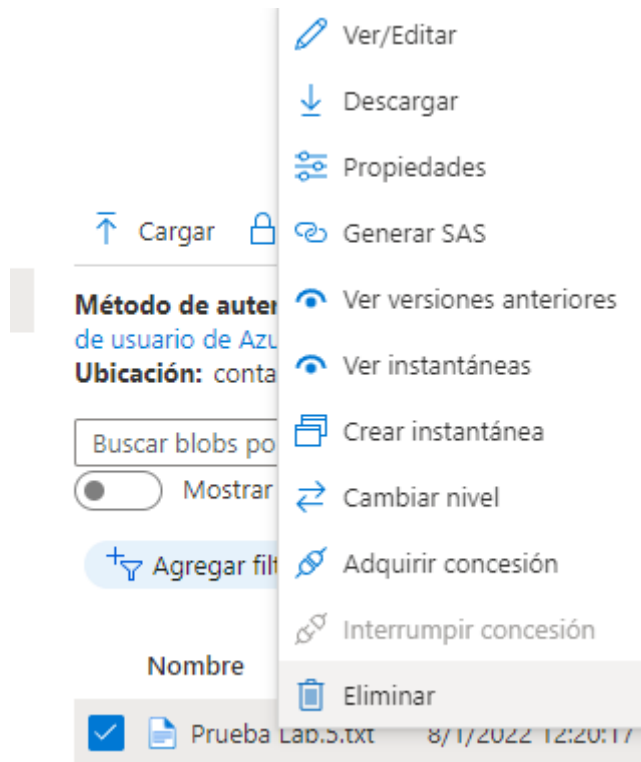 Ver/Editar
Descargar
Propiedades
Cargar
Generar SAS
Ver versiones anteriores
Método de auten
de usuario de Azu
Ubicación: conta
Ver instantáneas
Buscar blobs po
Crear instantánea
Mostrar
Cambiar nivel
Agregar filt
Adquirir concesión
Interrumpir concesión
Nombre
Eliminar
Prueba Lab.5.txt 8/1/2022 12:20:17